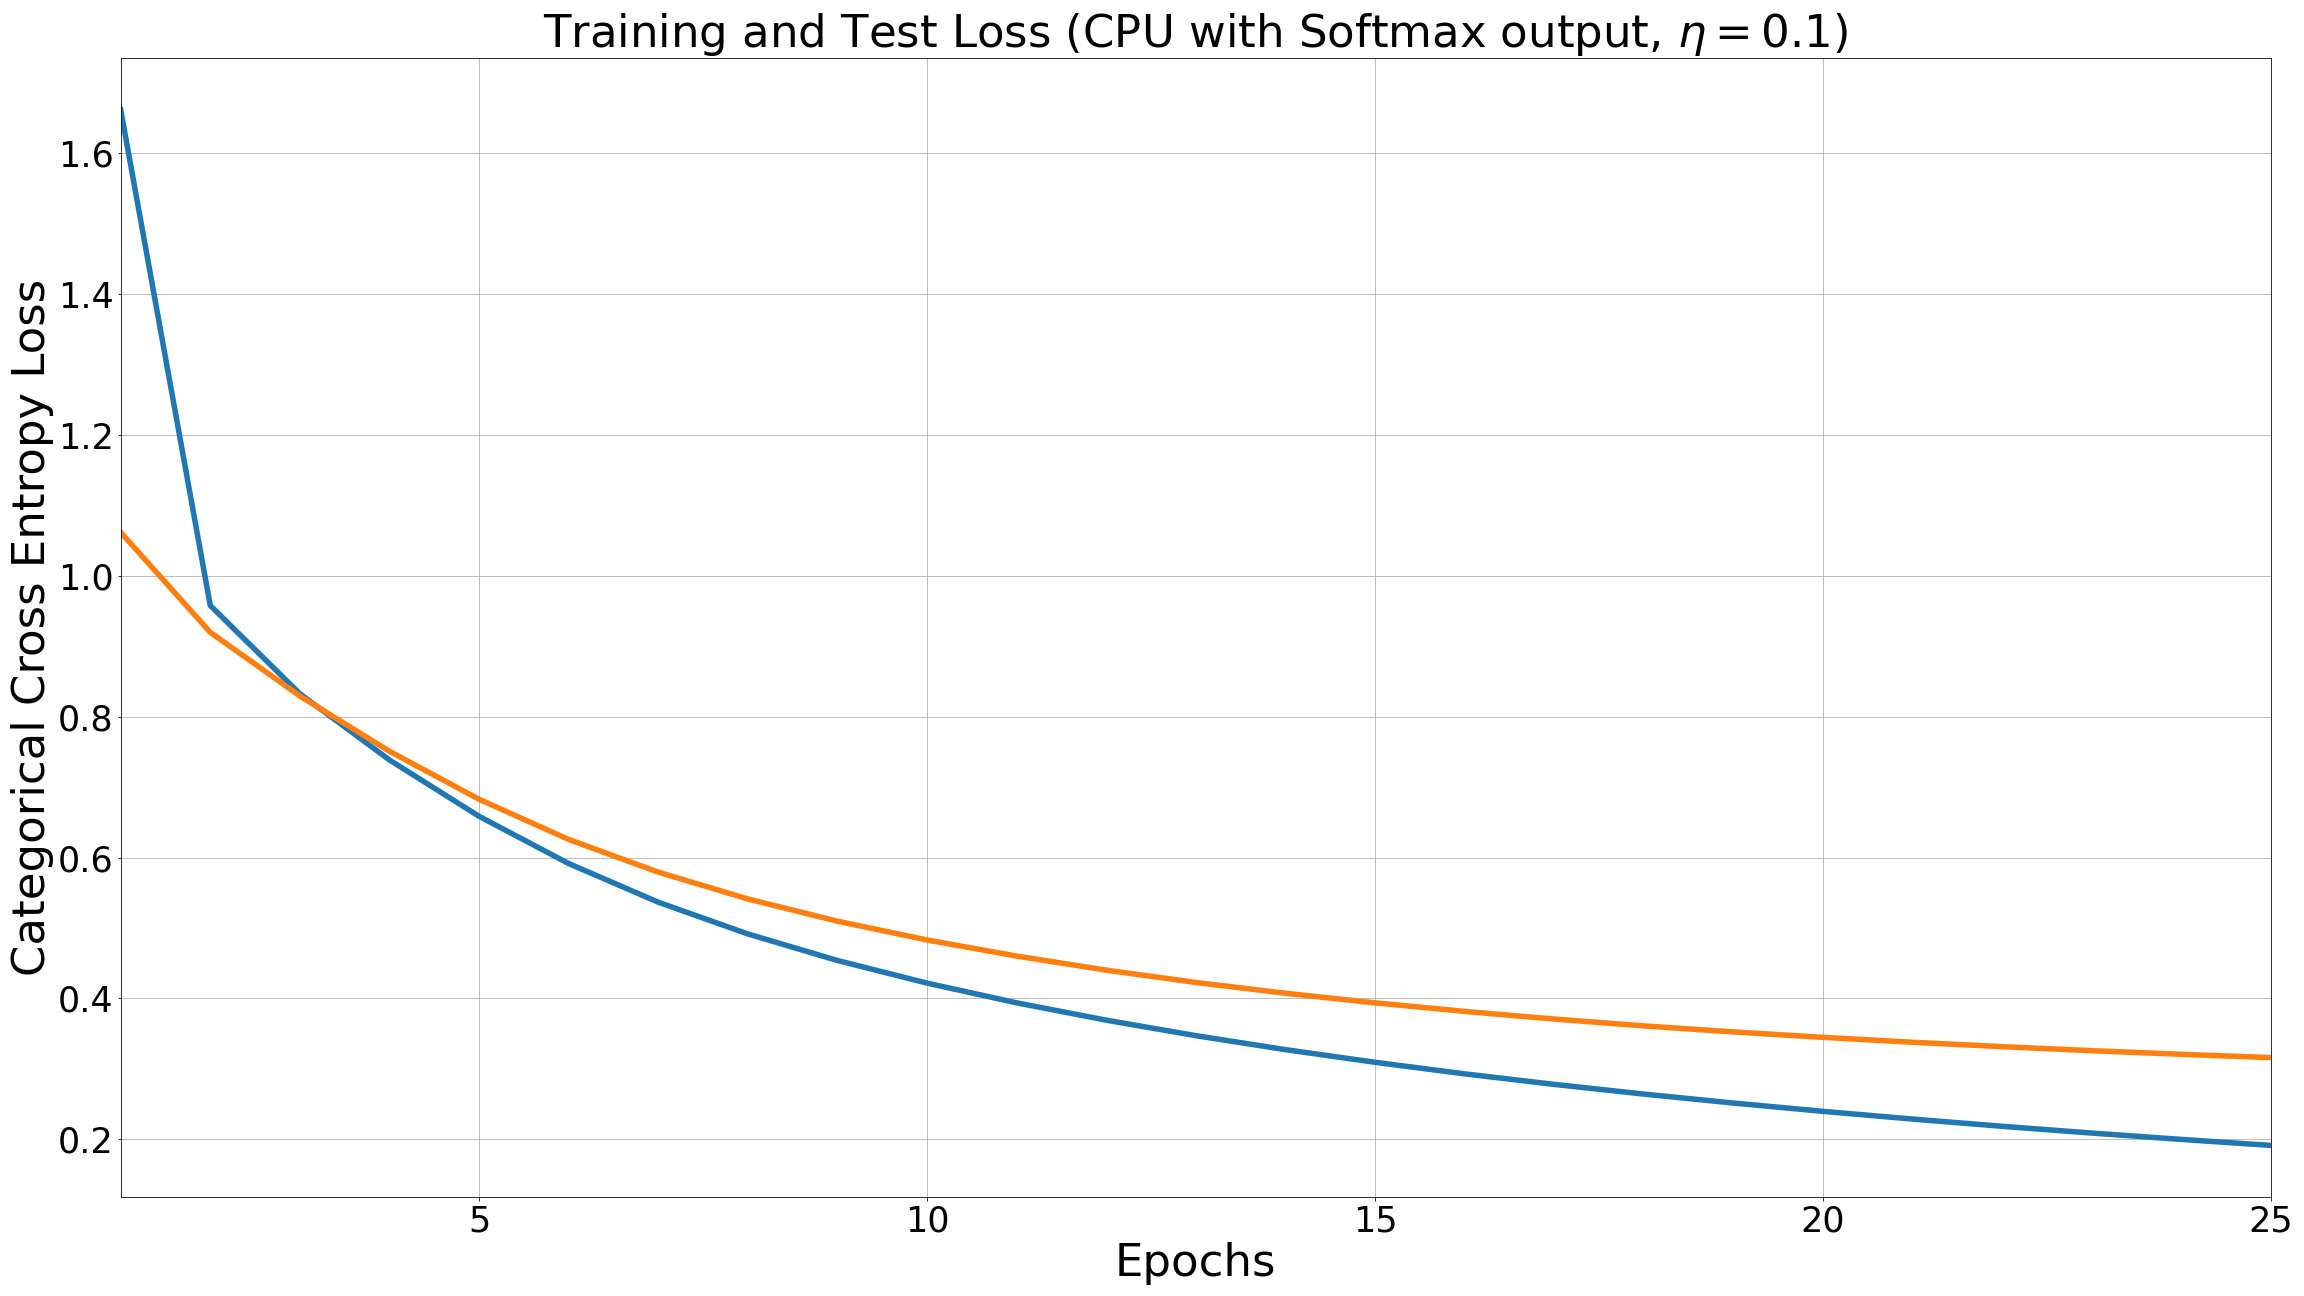 Training and Test Loss (CPU with Softmax output, η = 0.1)
Categorical Cross Entropy Loss
1.6
1.4
1.2
1.0
0.8
0.6
0.4
0.2
5 10 15 20 25
Epochs